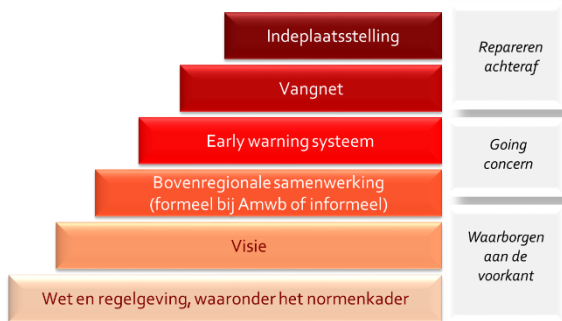 Indeplaatsstelling
Vangnet
Repareren
achteraf
Early warning systeem
Bovenregionale samenwerking
(formeel bij Amwb of informeel)
Going
concern
Visie
Wet en regelgeving, waaronder het normenkader
Waarborgen
aan de
voorkant